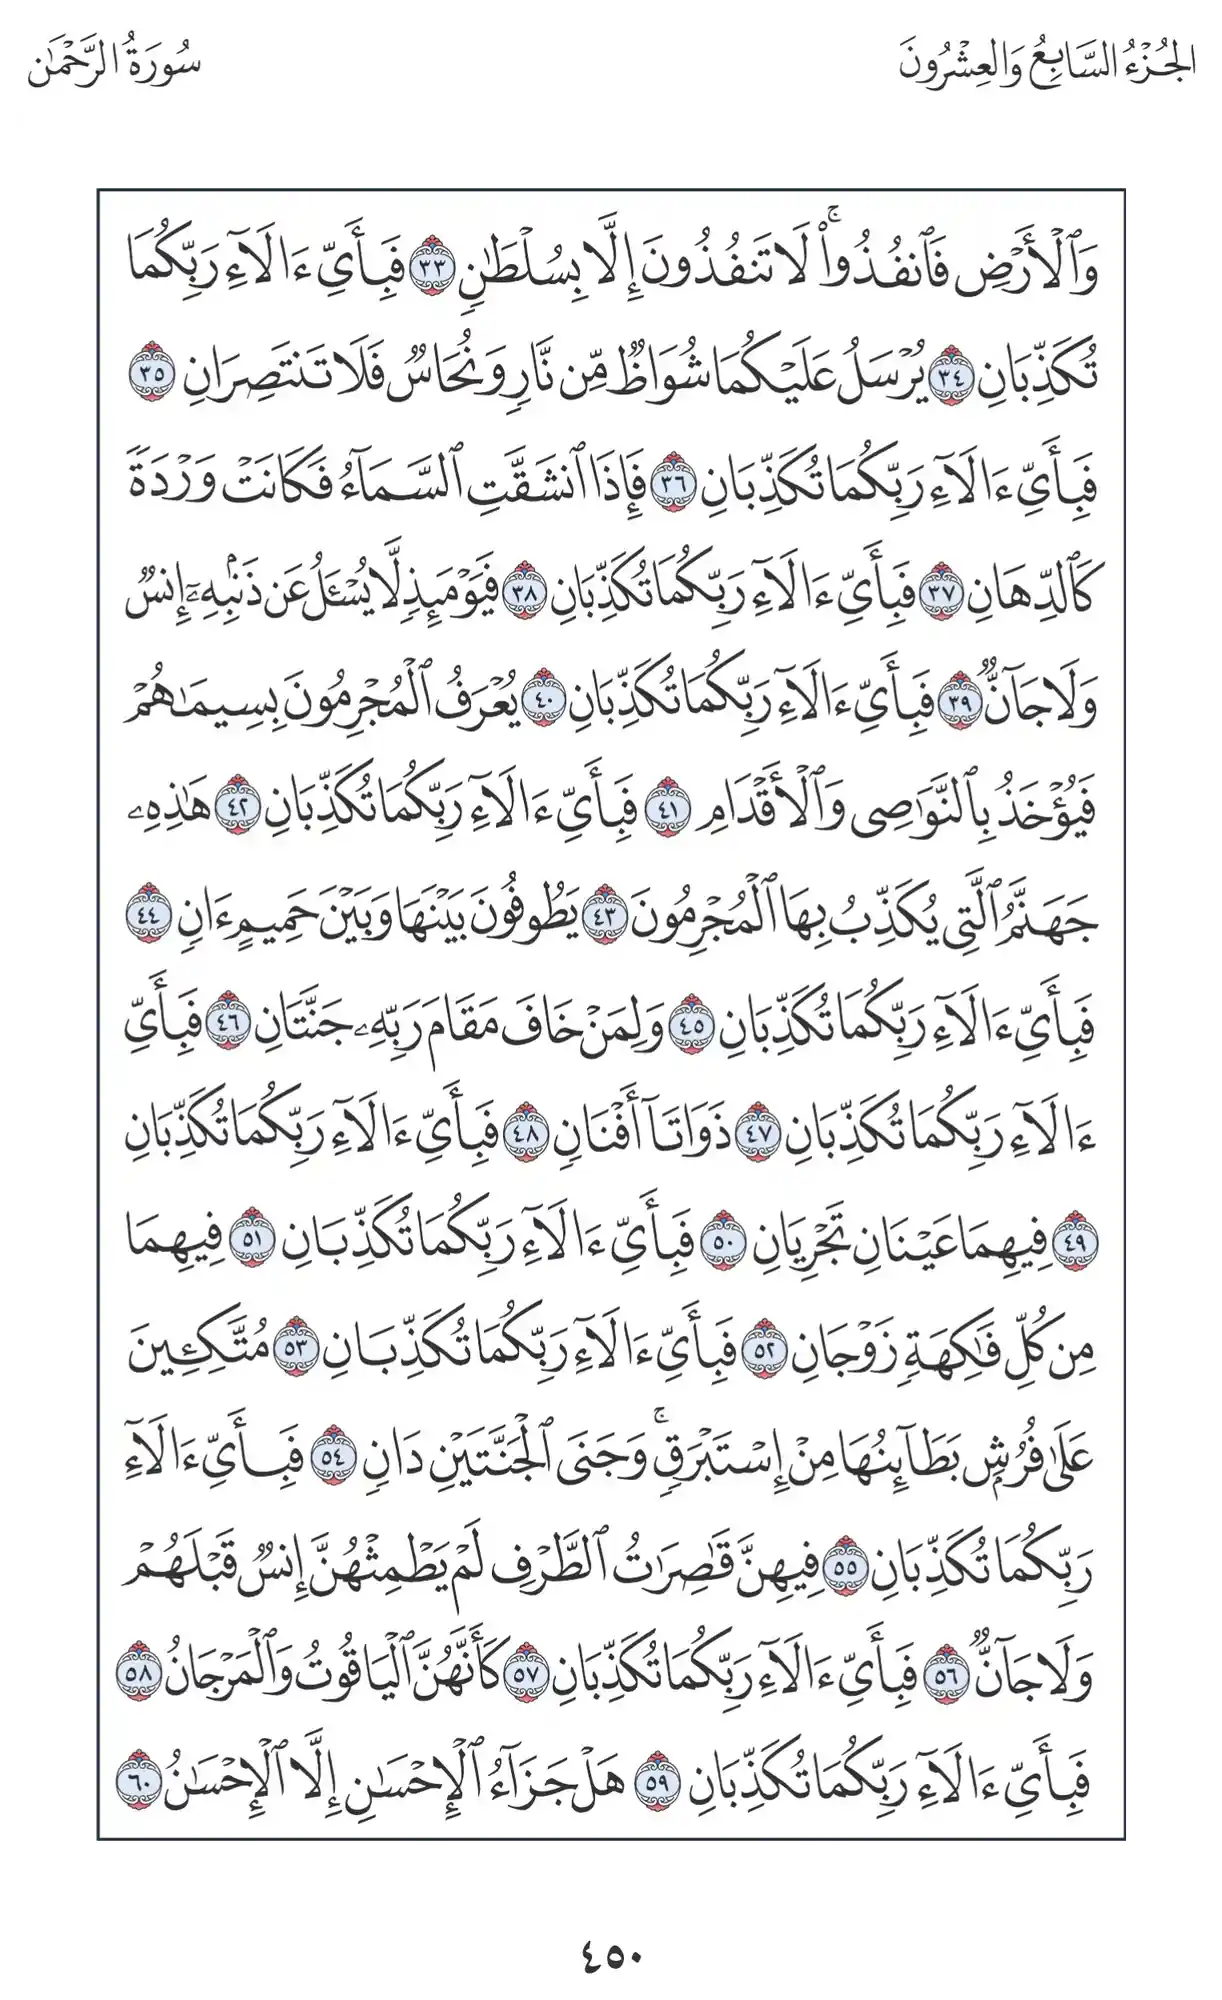 الجُزْءُ السَّابِعُ وَالعِشْرُونَ
سُورَةُ الرَّحْمَٰن
وَٱلْأَرْضِ فَٱنفُذُوا۟ ۚ لَا تَنفُذُونَ إِلَّا بِسُلْطَـٰنٍ ٣٣ فَبِأَىِّ ءَالَآءِ رَبِّكُمَا
تُكَذِّبَانِ ٣٤ يُرْسَلُ عَلَيْكُمَا شُوَاظٌ مِّن نَّارٍ وَنُحَاسٌ فَلَا تَنتَصِرَانِ ٣٥
فَبِأَىِّ ءَالَآءِ رَبِّكُمَا تُكَذِّبَانِ ٣٦ فَإِذَا ٱنشَقَّتِ ٱلسَّمَآءُ فَكَانَتْ وَرْدَةً
كَٱلدِّهَانِ ٣٧ فَبِأَىِّ ءَالَآءِ رَبِّكُمَا تُكَذِّبَانِ ٣٨ فَيَوْمَئِذٍ لَّا يُسْـَٔلُ عَن ذَنۢبِهِۦٓ إِنسٌ
وَلَا جَآنٌّ ٣٩ فَبِأَىِّ ءَالَآءِ رَبِّكُمَا تُكَذِّبَانِ ٤٠ يُعْرَفُ ٱلْمُجْرِمُونَ بِسِيمَـٰهُمْ
فَيُؤْخَذُ بِٱلنَّوَٰصِى وَٱلْأَقْدَامِ ٤١ فَبِأَىِّ ءَالَآءِ رَبِّكُمَا تُكَذِّبَانِ ٤٢ هَـٰذِهِۦ
جَهَنَّمُ ٱلَّتِى يُكَذِّبُ بِهَا ٱلْمُجْرِمُونَ ٤٣ يَطُوفُونَ بَيْنَهَا وَبَيْنَ حَمِيمٍ ءَانٍ ٤٤
فَبِأَىِّ ءَالَآءِ رَبِّكُمَا تُكَذِّبَانِ ٤٥ وَلِمَنْ خَافَ مَقَامَ رَبِّهِۦ جَنَّتَانِ ٤٦ فَبِأَىِّ
ءَالَآءِ رَبِّكُمَا تُكَذِّبَانِ ٤٧ ذَوَاتَآ أَفْنَانٍ ٤٨ فَبِأَىِّ ءَالَآءِ رَبِّكُمَا تُكَذِّبَانِ
٤٩ فِيهِمَا عَيْنَانِ تَجْرِيَانِ ٥٠ فَبِأَىِّ ءَالَآءِ رَبِّكُمَا تُكَذِّبَانِ ٥١ فِيهِمَا
مِن كُلِّ فَـٰكِهَةٍ زَوْجَانِ ٥٢ فَبِأَىِّ ءَالَآءِ رَبِّكُمَا تُكَذِّبَانِ ٥٣ مُتَّكِـِٔينَ
عَلَىٰ فُرُشٍۭ بَطَآئِنُهَا مِنْ إِسْتَبْرَقٍ ۚ وَجَنَى ٱلْجَنَّتَيْنِ دَانٍ ٥٤ فَبِأَىِّ ءَالَآءِ
رَبِّكُمَا تُكَذِّبَانِ ٥٥ فِيهِنَّ قَـٰصِرَٰتُ ٱلطَّرْفِ لَمْ يَطْمِثْهُنَّ إِنسٌ قَبْلَهُمْ
وَلَا جَآنٌّ ٥٦ فَبِأَىِّ ءَالَآءِ رَبِّكُمَا تُكَذِّبَانِ ٥٧ كَأَنَّهُنَّ ٱلْيَاقُوتُ وَٱلْمَرْجَانُ ٥٨
فَبِأَىِّ ءَالَآءِ رَبِّكُمَا تُكَذِّبَانِ ٥٩ هَلْ جَزَآءُ ٱلْإِحْسَـٰنِ إِلَّا ٱلْإِحْسَـٰنُ ٦٠
٤٥٠